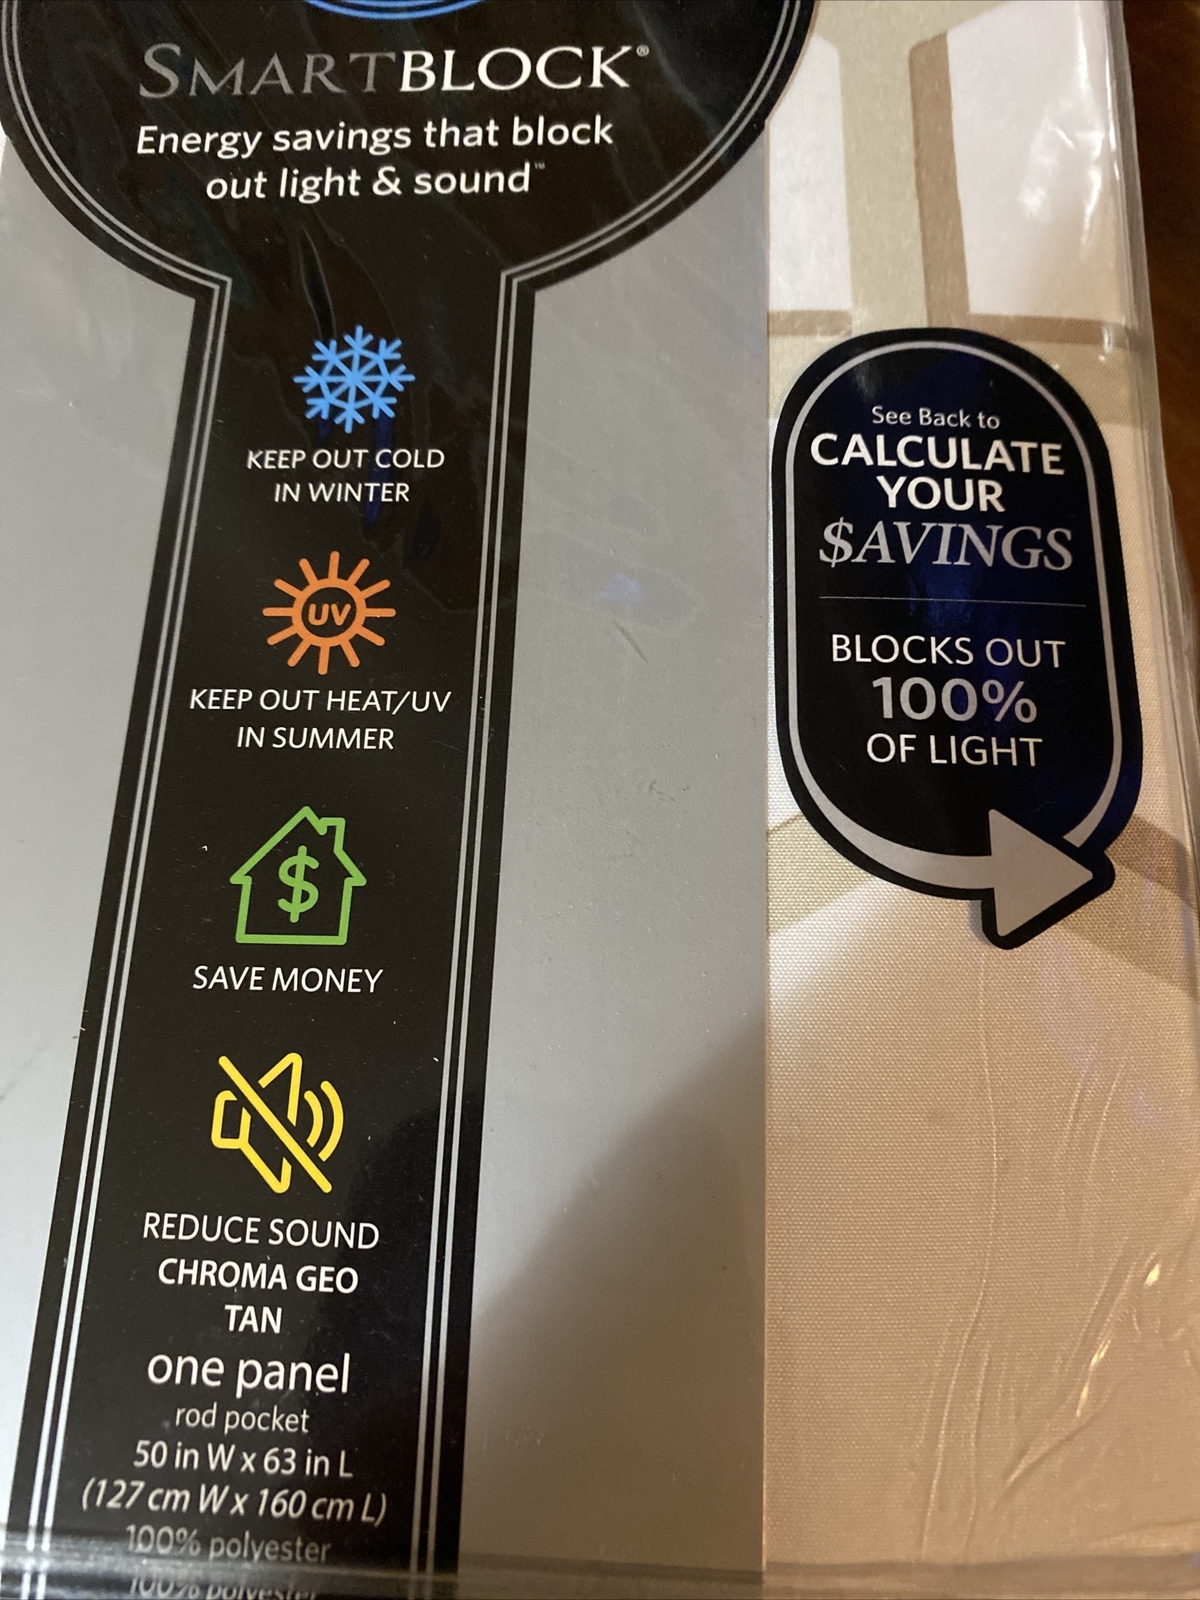 SMARTBLOCK®
Energy savings that block
out light & sound™
KEEP OUT COLD
IN WINTER
UV
KEEP OUT HEAT/UV
IN SUMMER
$
SAVE MONEY
REDUCE SOUND
CHROMA GEO
TAN
one panel
rod pocket
50 in W x 63 in L
(127 cm W x 160 cm L)
100% polyester
100% polyester
See Back to
CALCULATE
YOUR
$AVINGS
BLOCKS OUT
100%
OF LIGHT